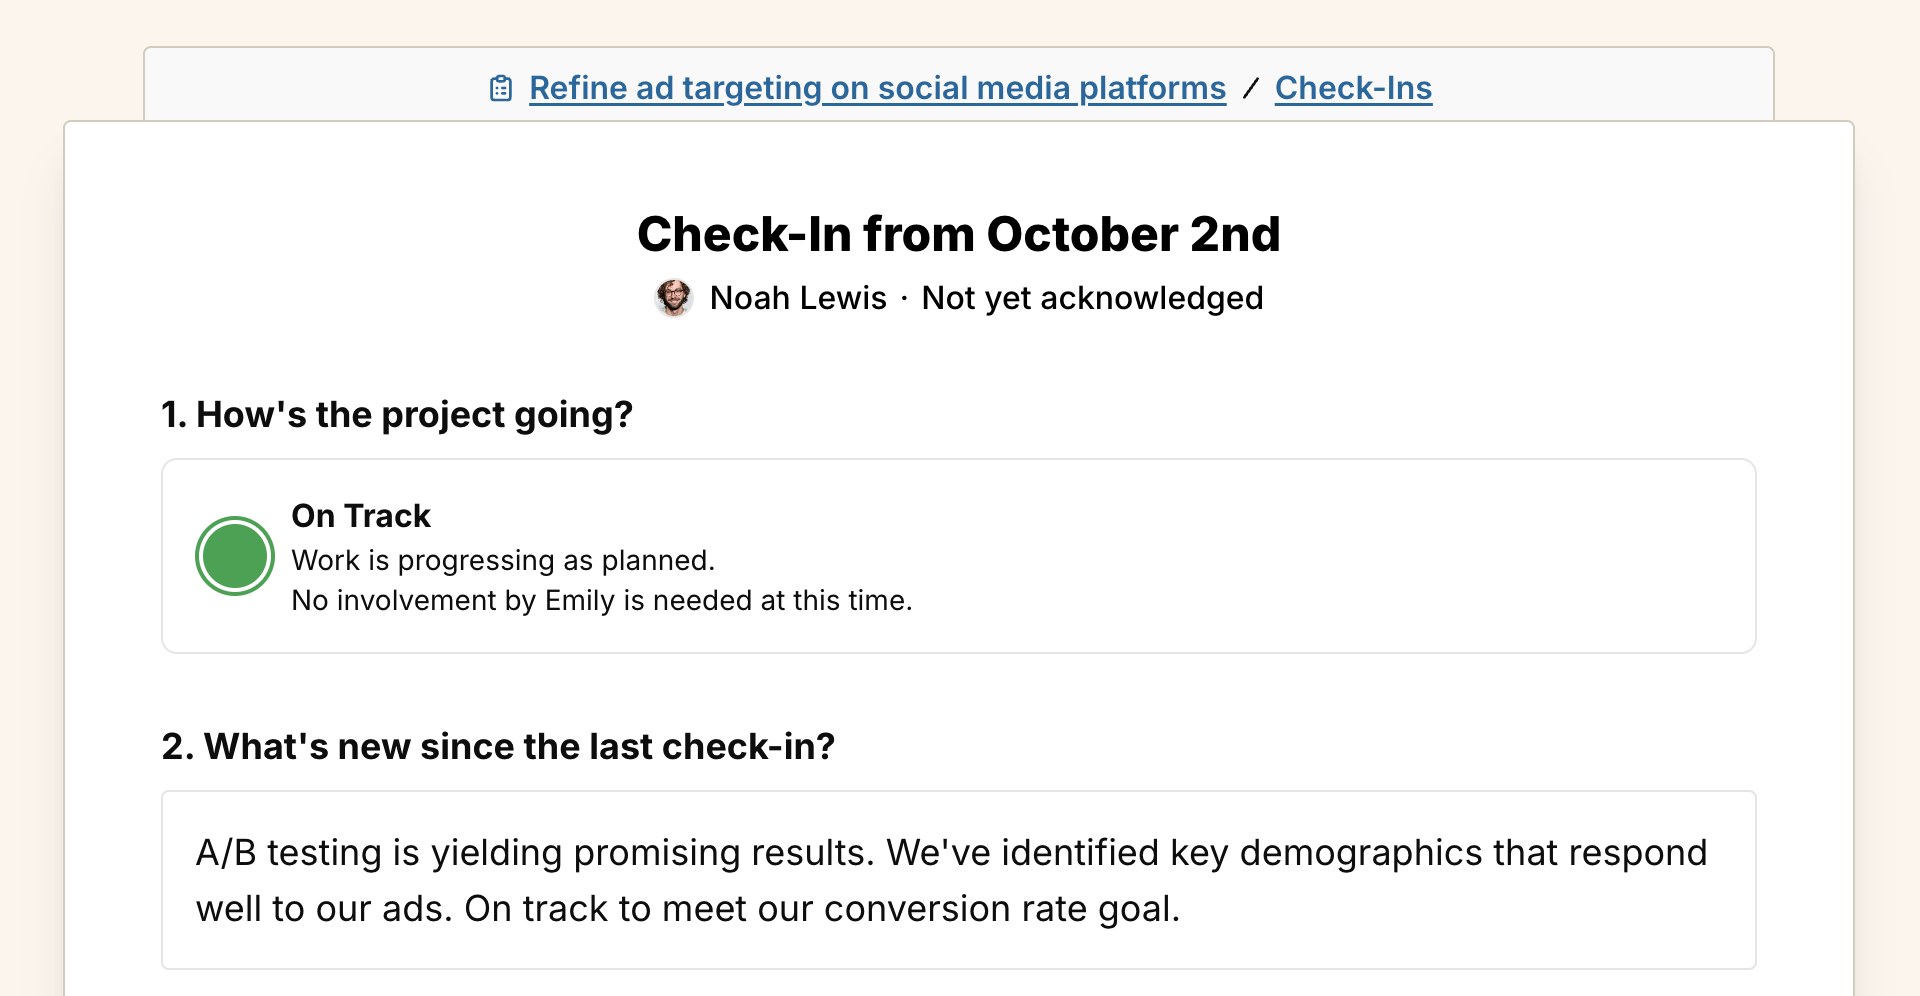 Refine ad targeting on social media platforms / Check-Ins
Check-In from October 2nd
Noah Lewis · Not yet acknowledged
1. How's the project going?
On Track
Work is progressing as planned.
No involvement by Emily is needed at this time.
2. What's new since the last check-in?
A/B testing is yielding promising results. We've identified key demographics that respond
well to our ads. On track to meet our conversion rate goal.